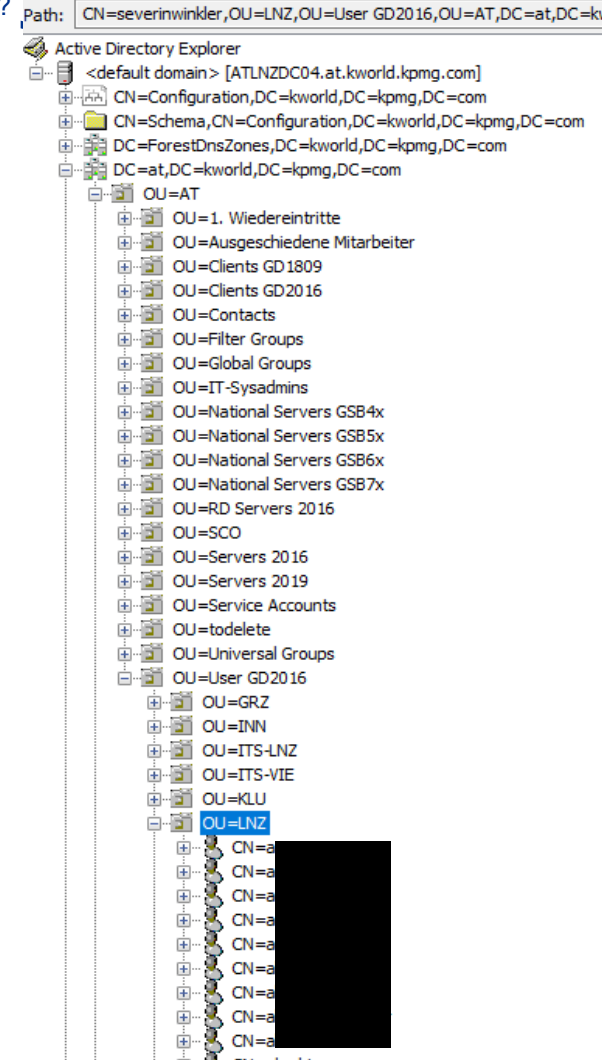 ?
Path: CN=severinwinkler,OU=LNZ,OU=User GD2016,OU=AT,DC=at,DC=kw
Active Directory Explorer
<default domain> [ATLNZDC04.at.kworld.kpmg.com]
CN=Configuration,DC=kworld,DC=kpmg,DC=com
CN=Schema,CN=Configuration,DC=kworld,DC=kpmg,DC=com
DC=ForestDnsZones,DC=kworld,DC=kpmg,DC=com
DC=at,DC=kworld,DC=kpmg,DC=com
OU=AT
OU=1. Wiedereintritte
OU=Ausgeschiedene Mitarbeiter
OU=Clients GD1809
OU=Clients GD2016
OU=Contacts
OU=Filter Groups
OU=Global Groups
OU=IT-Sysadmins
OU=National Servers GSB4x
OU=National Servers GSB5x
OU=National Servers GSB6x
OU=National Servers GSB7x
OU=RD Servers 2016
OU=SCO
OU=Servers 2016
OU=Servers 2019
OU=Service Accounts
OU=todelete
OU=Universal Groups
OU=User GD2016
OU=GRZ
OU=INN
OU=ITS-LNZ
OU=ITS-VIE
OU=KLU
OU=LNZ
CN=a
CN=a
CN=a
CN=a
CN=a
CN=a
CN=a
CN=a
CN=a